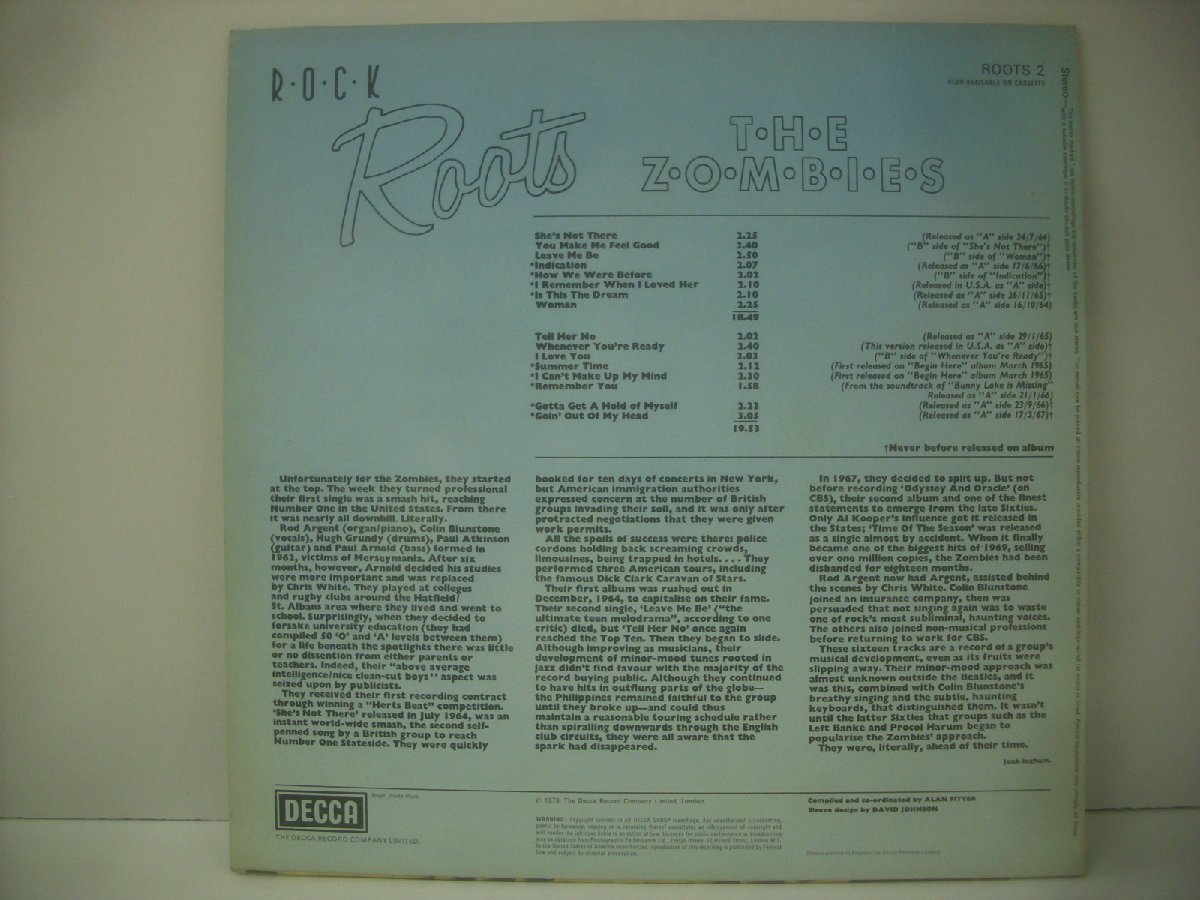 R·O·C·K
Roots
T·H·E
Z·O·M·B·I·E·S
ROOTS 2
ALSO AVAILABLE ON CASSETTE
She's Not There 2.25 (Released as "A" side 24/7/64)
You Make Me Feel Good 2.40 ("B" side of "She's Not There")†
Leave Me Be 2.50 ("B" side of "Woman")†
*Indication 2.07 (Released as "A" side 17/6/66)†
*How We Were Before 2.02 ("B" side of "Indication")†
*I Remember When I Loved Her 2.10 (Released in U.S.A. as "A" side)†
*Is This The Dream 2.10 (Released as "A" side 26/11/65)†
Woman 2.25 (Released as "A" side 16/10/64)
18.49
Tell Her No 2.02 (Released as "A" side 29/1/65)
Whenever You're Ready 2.40 (This version released in U.S.A. as "A" side)†
I Love You 3.03 ("B" side of "Whenever You're Ready")†
*Summer Time 2.12 (First released on "Begin Here" album March 1965)
*I Can't Make Up My Mind 2.30 (First released on "Begin Here" album March 1965)
*Remember You 1.58 (From the soundtrack of "Bunny Lake is Missing"
Released as "A" side 21/1/66)
*Gotta Get A Hold of Myself 2.23 (Released as "A" side 23/9/66)†
*Goin' Out Of My Head 3.05 (Released as "A" side 17/3/67)†
19.53
†Never before released on album
Unfortunately for the Zombies, they started
at the top. The week they turned professional
their first single was a smash hit, reaching
Number One in the United States. From there
it was nearly all downhill. Literally.
Rod Argent (organ/piano), Colin Blunstone
(vocals), Hugh Grundy (drums), Paul Atkinson
(guitar) and Paul Arnold (bass) formed in
1962, victims of Merseymania. After six
months, however, Arnold decided his studies
were more important and was replaced
by Chris White. They played at colleges
and rugby clubs around the Hatfield/
St. Albans area where they lived and went to
school. Surprisingly, when they decided to
forsake university education (they had
compiled 50 'O' and 'A' levels between them)
for a life beneath the spotlights there was little
or no dissention from either parents or
teachers. Indeed, their "above average
intelligence/nice clean-cut boys" aspect was
seized upon by publicists.
They received their first recording contract
through winning a "Herts Beat" competition.
'She's Not There' released in July 1964, was an
instant world-wide smash, the second self-
penned song by a British group to reach
Number One Stateside. They were quickly
booked for ten days of concerts in New York,
but American immigration authorities
expressed concern at the number of British
groups invading their soil, and it was only after
protracted negotiations that they were given
work permits.
All the spoils of success were there: police
cordons holding back screaming crowds,
limousines, being trapped in hotels. . . . They
performed three American tours, including
the famous Dick Clark Caravan of Stars.
Their first album was rushed out in
December, 1964, to capitalise on their fame.
Their second single, 'Leave Me Be' ("the
ultimate teen melodrama", according to one
critic) died, but 'Tell Her No' once again
reached the Top Ten. Then they began to slide.
Although improving as musicians, their
development of minor-mood tunes rooted in
jazz didn't find favour with the majority of the
record buying public. Although they continued
to have hits in outflung parts of the globe—
the Philippines remained faithful to the group
until they broke up—and could thus
maintain a reasonable touring schedule rather
than spiralling downwards through the English
club circuits, they were all aware that the
spark had disappeared.
In 1967, they decided to split up. But not
before recording 'Odyssey And Oracle' (on
CBS), their second album and one of the finest
statements to emerge from the late Sixties.
Only Al Kooper's influence got it released in
the States; 'Time Of The Season' was released
as a single almost by accident. When it finally
became one of the biggest hits of 1969, selling
over one million copies, the Zombies had been
disbanded for eighteen months.
Rod Argent now had Argent, assisted behind
the scenes by Chris White. Colin Blunstone
joined an insurance company, then was
persuaded that not singing again was to waste
one of rock's most subliminal, haunting voices.
The others also joined non-musical professions
before returning to work for CBS.
These sixteen tracks are a record of a group's
musical development, even as its fruits were
slipping away. Their minor-mood approach was
almost unknown outside the Beatles, and it
was this, combined with Colin Blunstone's
breathy singing and the subtle, haunting
keyboards, that distinguished them. It wasn't
until the latter Sixties that groups such as the
Left Banke and Procol Harum began to
popularise the Zombies' approach.
They were, literally, ahead of their time.
Jonh Ingham.
DECCA
Regd. Trade Mark
THE DECCA RECORD COMPANY LIMITED.
© 1976, The Decca Record Company Limited, London.
Compiled and co-ordinated by ALAN FITTER
Sleeve design by DAVID JOHNSON